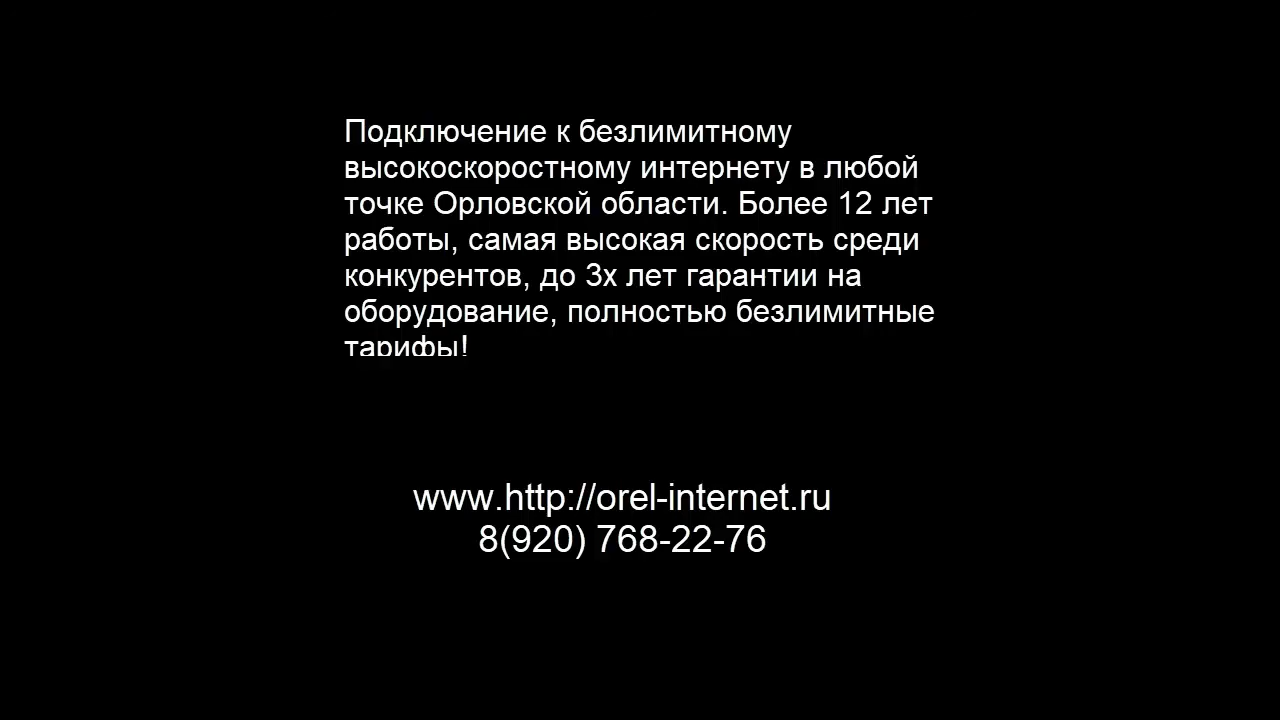 Подключение к безлимитному
высокоскоростному интернету в любой
точке Орловской области. Более 12 лет
работы, самая высокая скорость среди
конкурентов, до 3х лет гарантии на
оборудование, полностью безлимитные
тарифы!
www.http://orel-internet.ru
8(920) 768-22-76